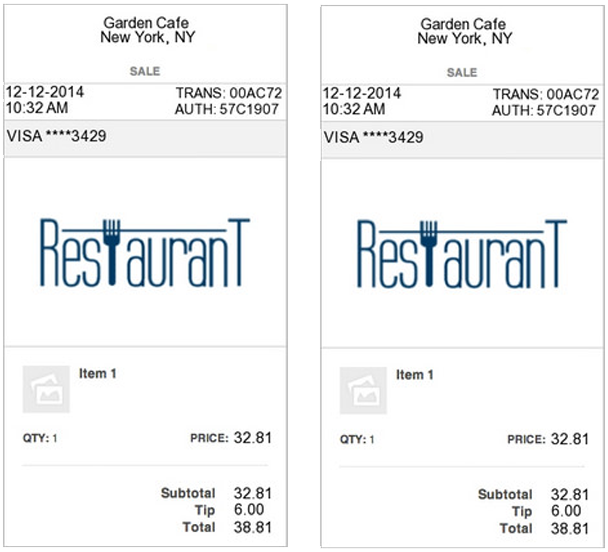 Garden Cafe
New York, NY
SALE
12-12-2014 TRANS: 00AC72
10:32 AM AUTH: 57C1907
VISA ****3429
ResTauranT
Item 1
QTY: 1 PRICE: 32.81
Subtotal 32.81
Tip 6.00
Total 38.81
Garden Cafe
New York, NY
SALE
12-12-2014 TRANS: 00AC72
10:32 AM AUTH: 57C1907
VISA ****3429
ResTauranT
Item 1
QTY: 1 PRICE: 32.81
Subtotal 32.81
Tip 6.00
Total 38.81